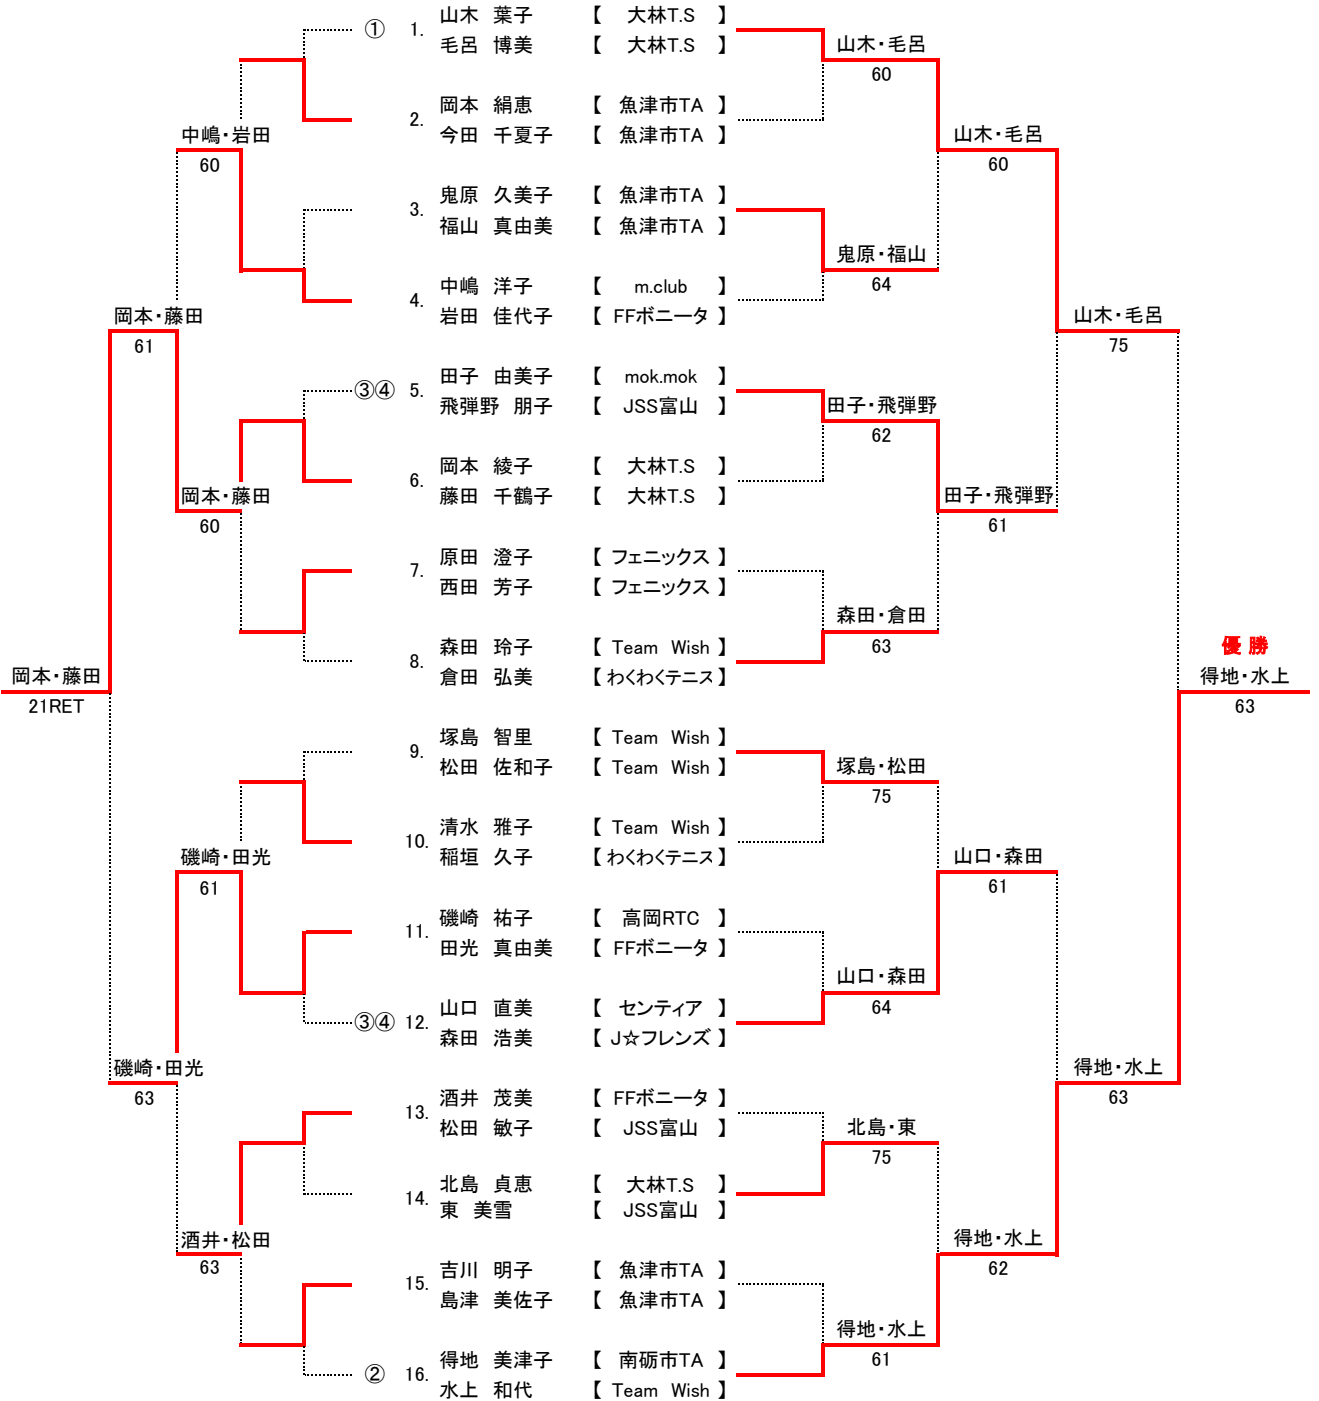 ① 1. 山木 葉子 【 大林T.S 】
毛呂 博美 【 大林T.S 】
山木・毛呂
60
2. 岡本 絹恵 【 魚津市TA 】
今田 千夏子 【 魚津市TA 】
中嶋・岩田
60
山木・毛呂
60
3. 鬼原 久美子 【 魚津市TA 】
福山 真由美 【 魚津市TA 】
鬼原・福山
64
4. 中嶋 洋子 【 m.club 】
岩田 佳代子 【 FFボニータ 】
岡本・藤田
61
山木・毛呂
75
③④ 5. 田子 由美子 【 mok.mok 】
飛弾野 朋子 【 JSS富山 】
田子・飛弾野
62
6. 岡本 綾子 【 大林T.S 】
藤田 千鶴子 【 大林T.S 】
岡本・藤田
60
田子・飛弾野
61
7. 原田 澄子 【 フェニックス 】
西田 芳子 【 フェニックス 】
森田・倉田
63
8. 森田 玲子 【 Team Wish 】
倉田 弘美 【 わくわくテニス 】
岡本・藤田
21RET
優 勝
得地・水上
63
9. 塚島 智里 【 Team Wish 】
松田 佐和子 【 Team Wish 】
塚島・松田
75
10. 清水 雅子 【 Team Wish 】
稲垣 久子 【 わくわくテニス 】
磯崎・田光
61
山口・森田
61
11. 磯崎 祐子 【 高岡RTC 】
田光 真由美 【 FFボニータ 】
山口・森田
64
③④ 12. 山口 直美 【 センティア 】
森田 浩美 【 J☆フレンズ 】
磯崎・田光
63
得地・水上
63
13. 酒井 茂美 【 FFボニータ 】
松田 敏子 【 JSS富山 】
北島・東
75
14. 北島 貞恵 【 大林T.S 】
東 美雪 【 JSS富山 】
酒井・松田
63
得地・水上
62
15. 吉川 明子 【 魚津市TA 】
島津 美佐子 【 魚津市TA 】
得地・水上
61
② 16. 得地 美津子 【 南砺市TA 】
水上 和代 【 Team Wish 】